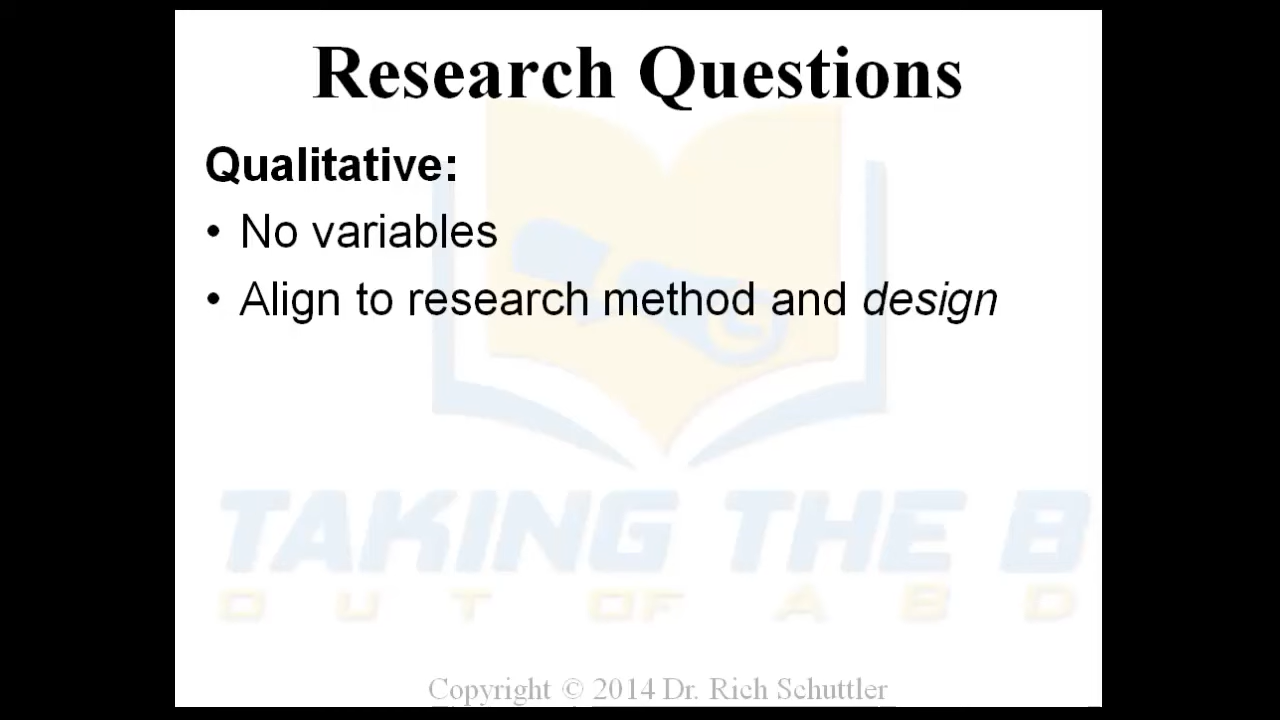 Research Questions
Qualitative:
• No variables
• Align to research method and design
TAKING THE B
OUT OF ABD
Copyright © 2014 Dr. Rich Schuttler